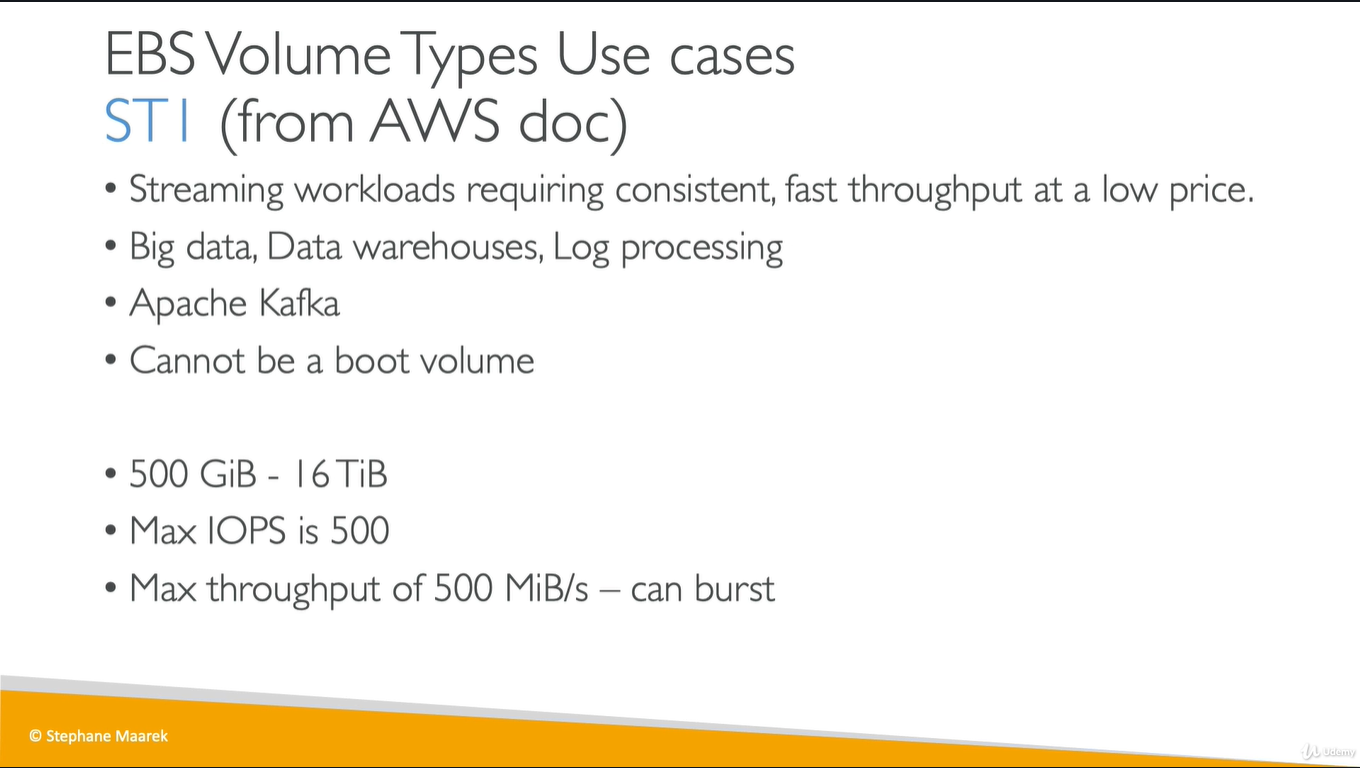 EBS Volume Types Use cases
ST1 (from AWS doc)
• Streaming workloads requiring consistent, fast throughput at a low price.
• Big data, Data warehouses, Log processing
• Apache Kafka
• Cannot be a boot volume
• 500 GiB - 16 TiB
• Max IOPS is 500
• Max throughput of 500 MiB/s – can burst
© Stephane Maarek
Udemy